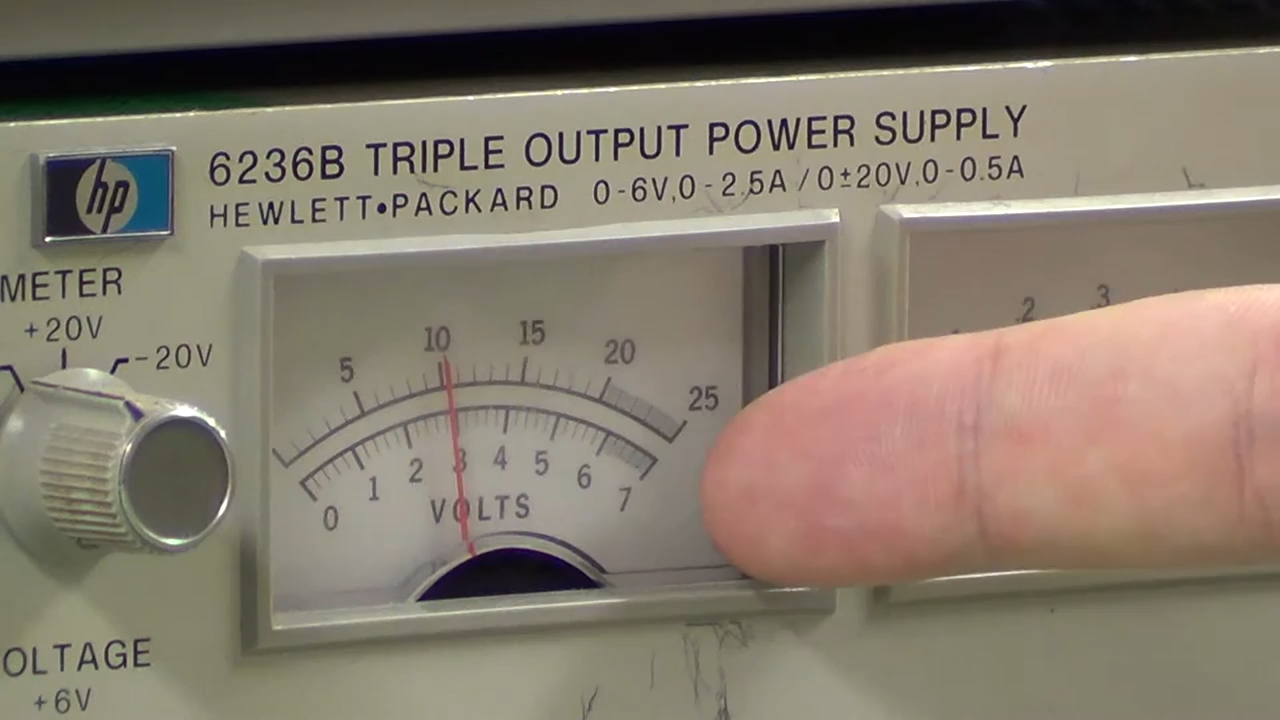 6236B TRIPLE OUTPUT POWER SUPPLY
hp
HEWLETT•PACKARD 0-6V,0-2.5A/0±20V,0-0.5A
METER
+20V
-20V
5 10 15 20 25
0 1 2 3 4 5 6 7
VOLTS
.2 .3
OLTAGE
+6V